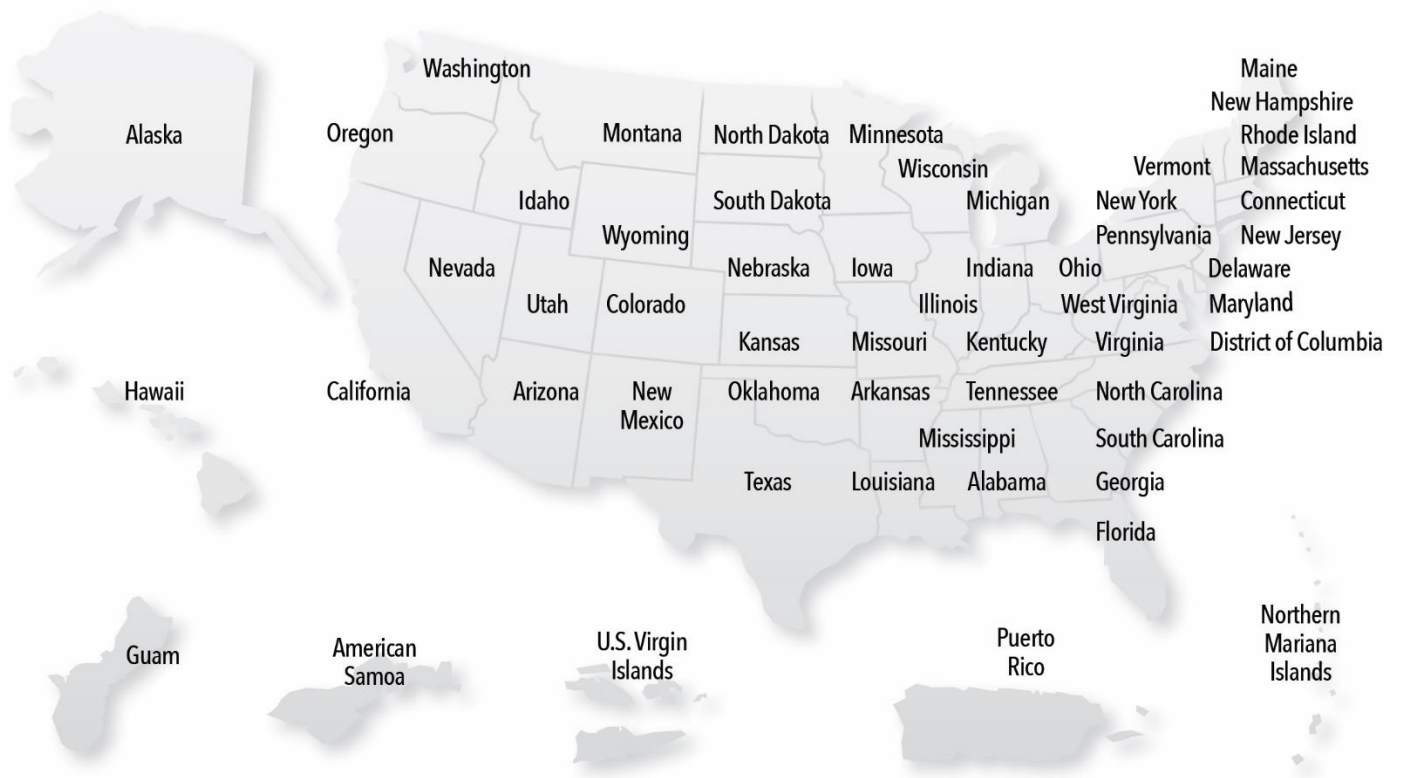 Washington
Maine
New Hampshire
Alaska
Oregon
Montana
North Dakota
Minnesota
Rhode Island
Wisconsin
Vermont
Massachusetts
Idaho
South Dakota
Michigan
New York
Connecticut
Wyoming
Pennsylvania
New Jersey
Nevada
Nebraska
Iowa
Indiana
Ohio
Delaware
Utah
Colorado
Illinois
West Virginia
Maryland
Kansas
Missouri
Kentucky
Virginia
District of Columbia
Hawaii
California
Arizona
New
Mexico
Oklahoma
Arkansas
Tennessee
North Carolina
Mississippi
South Carolina
Texas
Louisiana
Alabama
Georgia
Florida
Guam
American
Samoa
U.S. Virgin
Islands
Puerto
Rico
Northern
Mariana
Islands